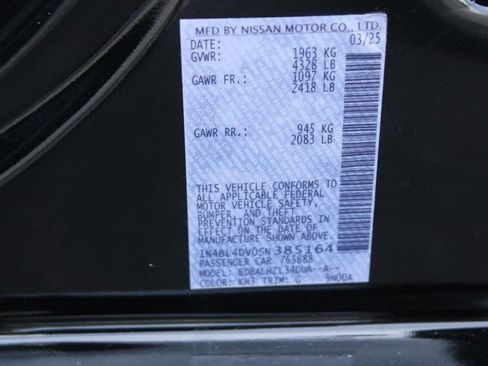 MFD BY NISSAN MOTOR CO., LTD.
DATE: 03/25
GVWR: 1963 KG
4328 LB
GAWR FR.: 1097 KG
2418 LB
GAWR RR.: 945 KG
2083 LB
THIS VEHICLE CONFORMS TO
ALL APPLICABLE FEDERAL
MOTOR VEHICLE SAFETY,
BUMPER, AND THEFT
PREVENTION STANDARDS IN
EFFECT ON THE DATE OF
MANUFACTURE SHOWN ABOVE.
1N4BL4DV0SN385164
PASSENGER CAR 765888
MODEL: BDBALHZL34DUA--A--
COLOR: KH3 TRIM: G 9N00A